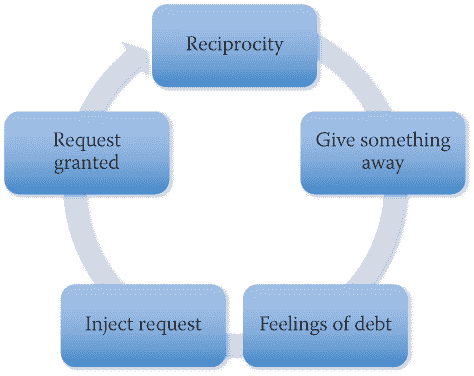 Reciprocity
Give something
away
Feelings of debt
Inject request
Request
granted